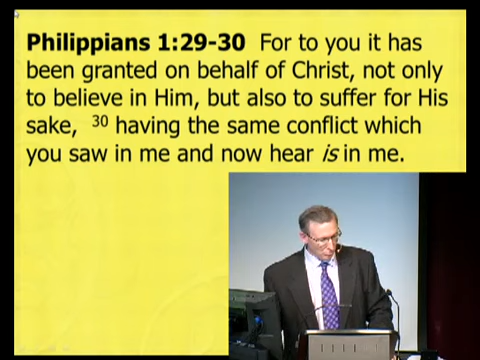 Philippians 1:29-30 For to you it has
been granted on behalf of Christ, not only
to believe in Him, but also to suffer for His
sake, 30 having the same conflict which
you saw in me and now hear is in me.